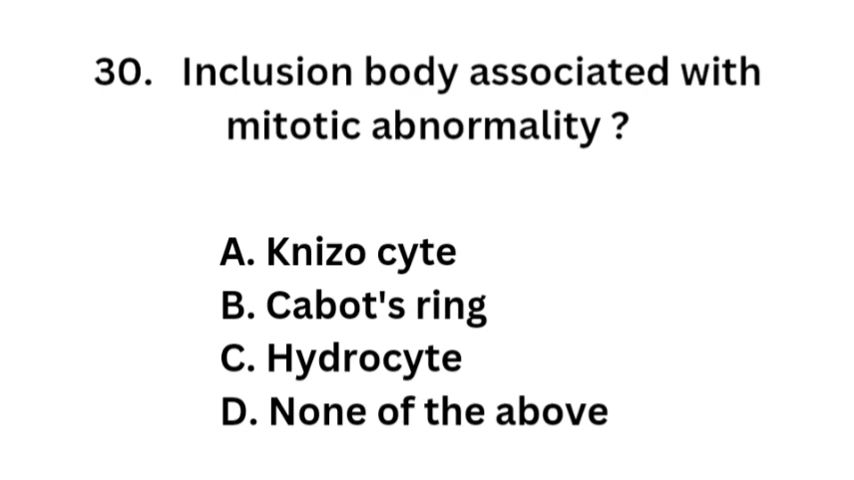 30. Inclusion body associated with
mitotic abnormality ?
A. Knizo cyte
B. Cabot's ring
C. Hydrocyte
D. None of the above